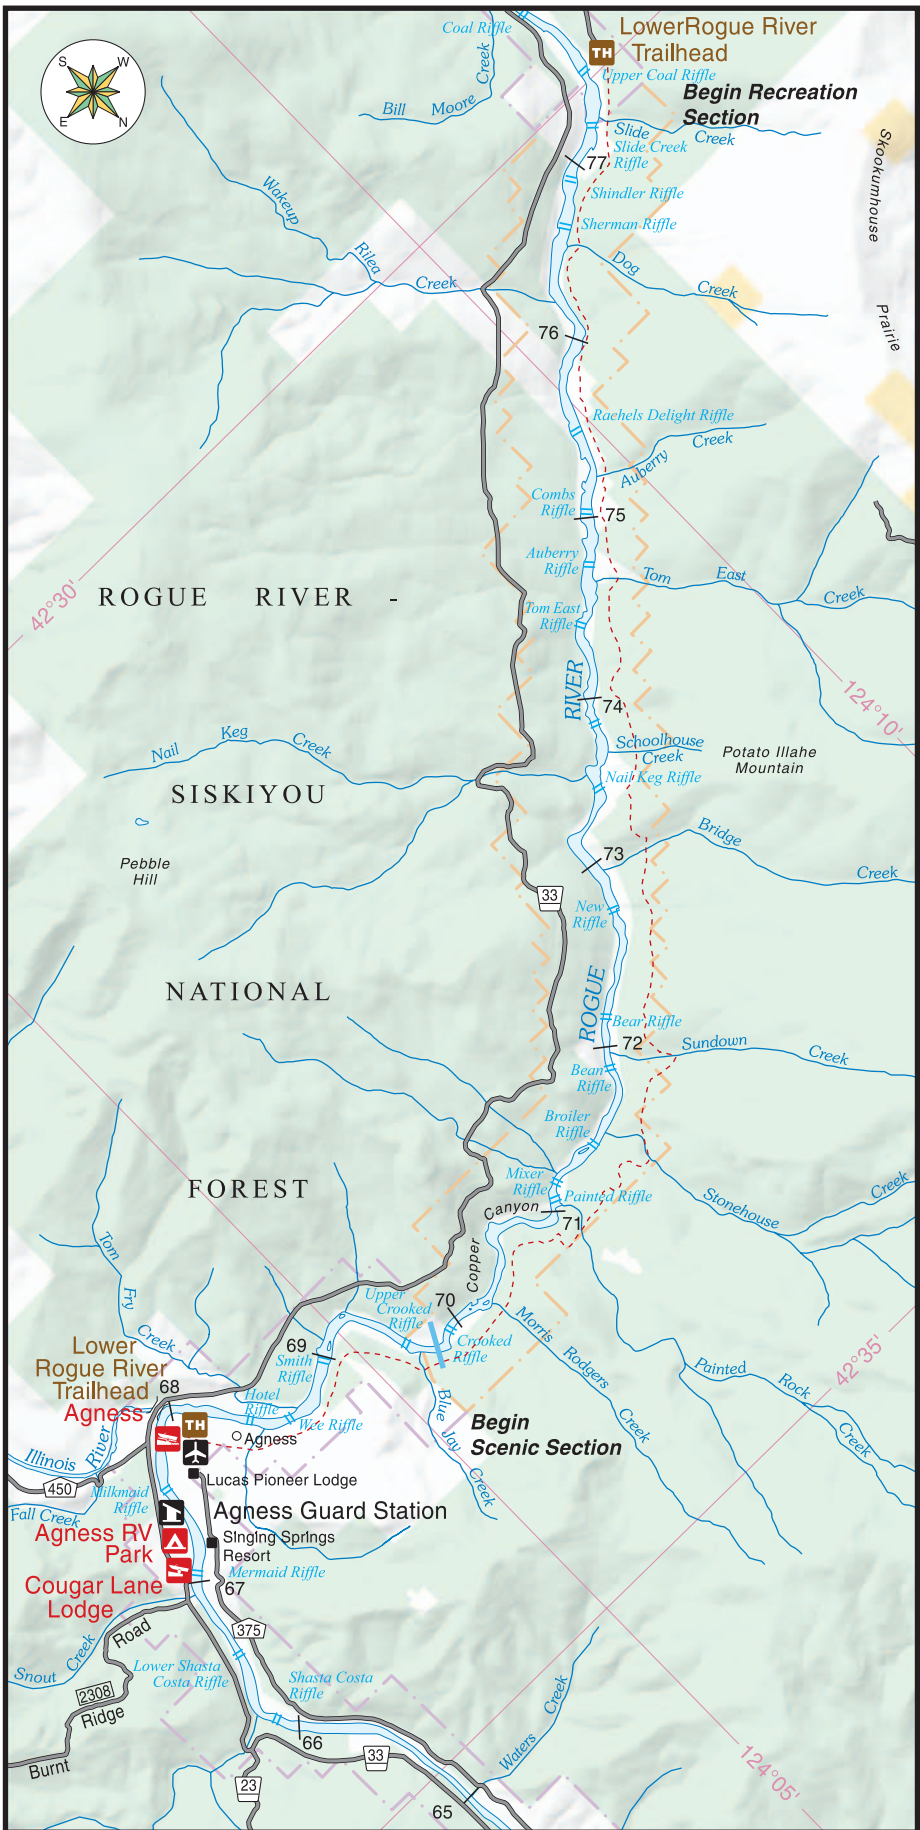 Coal Riffle
LowerRogue River
Trailhead
TH
Upper Coal Riffle
Begin Recreation
Section
S
W
E
N
Bill Moore Creek
Slide Creek
Slide Creek
Riffle
77
Shindler Riffle
Skookumhouse
Prairie
Wakeup
Rilea
Creek
Sherman Riffle
Dog
Creek
76
Rachels Delight Riffle
Auberry
Creek
Combs
Riffle
75
Auberry
Riffle
Tom East
Creek
Tom East
Riffle
42°30'
ROGUE RIVER -
RIVER
74
124°10'
Nail Keg Creek
Schoolhouse
Creek
Potato Illahe
Mountain
Nail Keg Riffle
SISKIYOU
Pebble
Hill
73
Bridge
Creek
33
New
Riffle
NATIONAL
ROGUE
Bear Riffle
72
Sundown
Creek
Bean
Riffle
Broiler
Riffle
FOREST
Mixer
Riffle
Painted Riffle
Stonehouse
Creek
Canyon
71
Copper
Tom
Fry
Creek
Upper
Crooked
Riffle
70
Crooked
Riffle
Morris
Rodgers
Creek
Painted
Rock
Creek
42°35'
69
Smith
Riffle
Lower
Rogue River
Trailhead
68
Agness
TH
Hotel
Riffle
Wee Riffle
Agness
Blue
Jay
Creek
Begin
Scenic Section
Illinois River
450
Lucas Pioneer Lodge
Milkmaid
Riffle
Fall Creek
Agness Guard Station
Agness RV
Park
Singing Springs
Resort
Mermaid Riffle
Cougar Lane
Lodge
67
375
Snout Creek
Road
Lower Shasta
Costa Riffle
Shasta Costa
Riffle
2308
Ridge
Burnt
66
33
23
Waters
Creek
65
124°05'